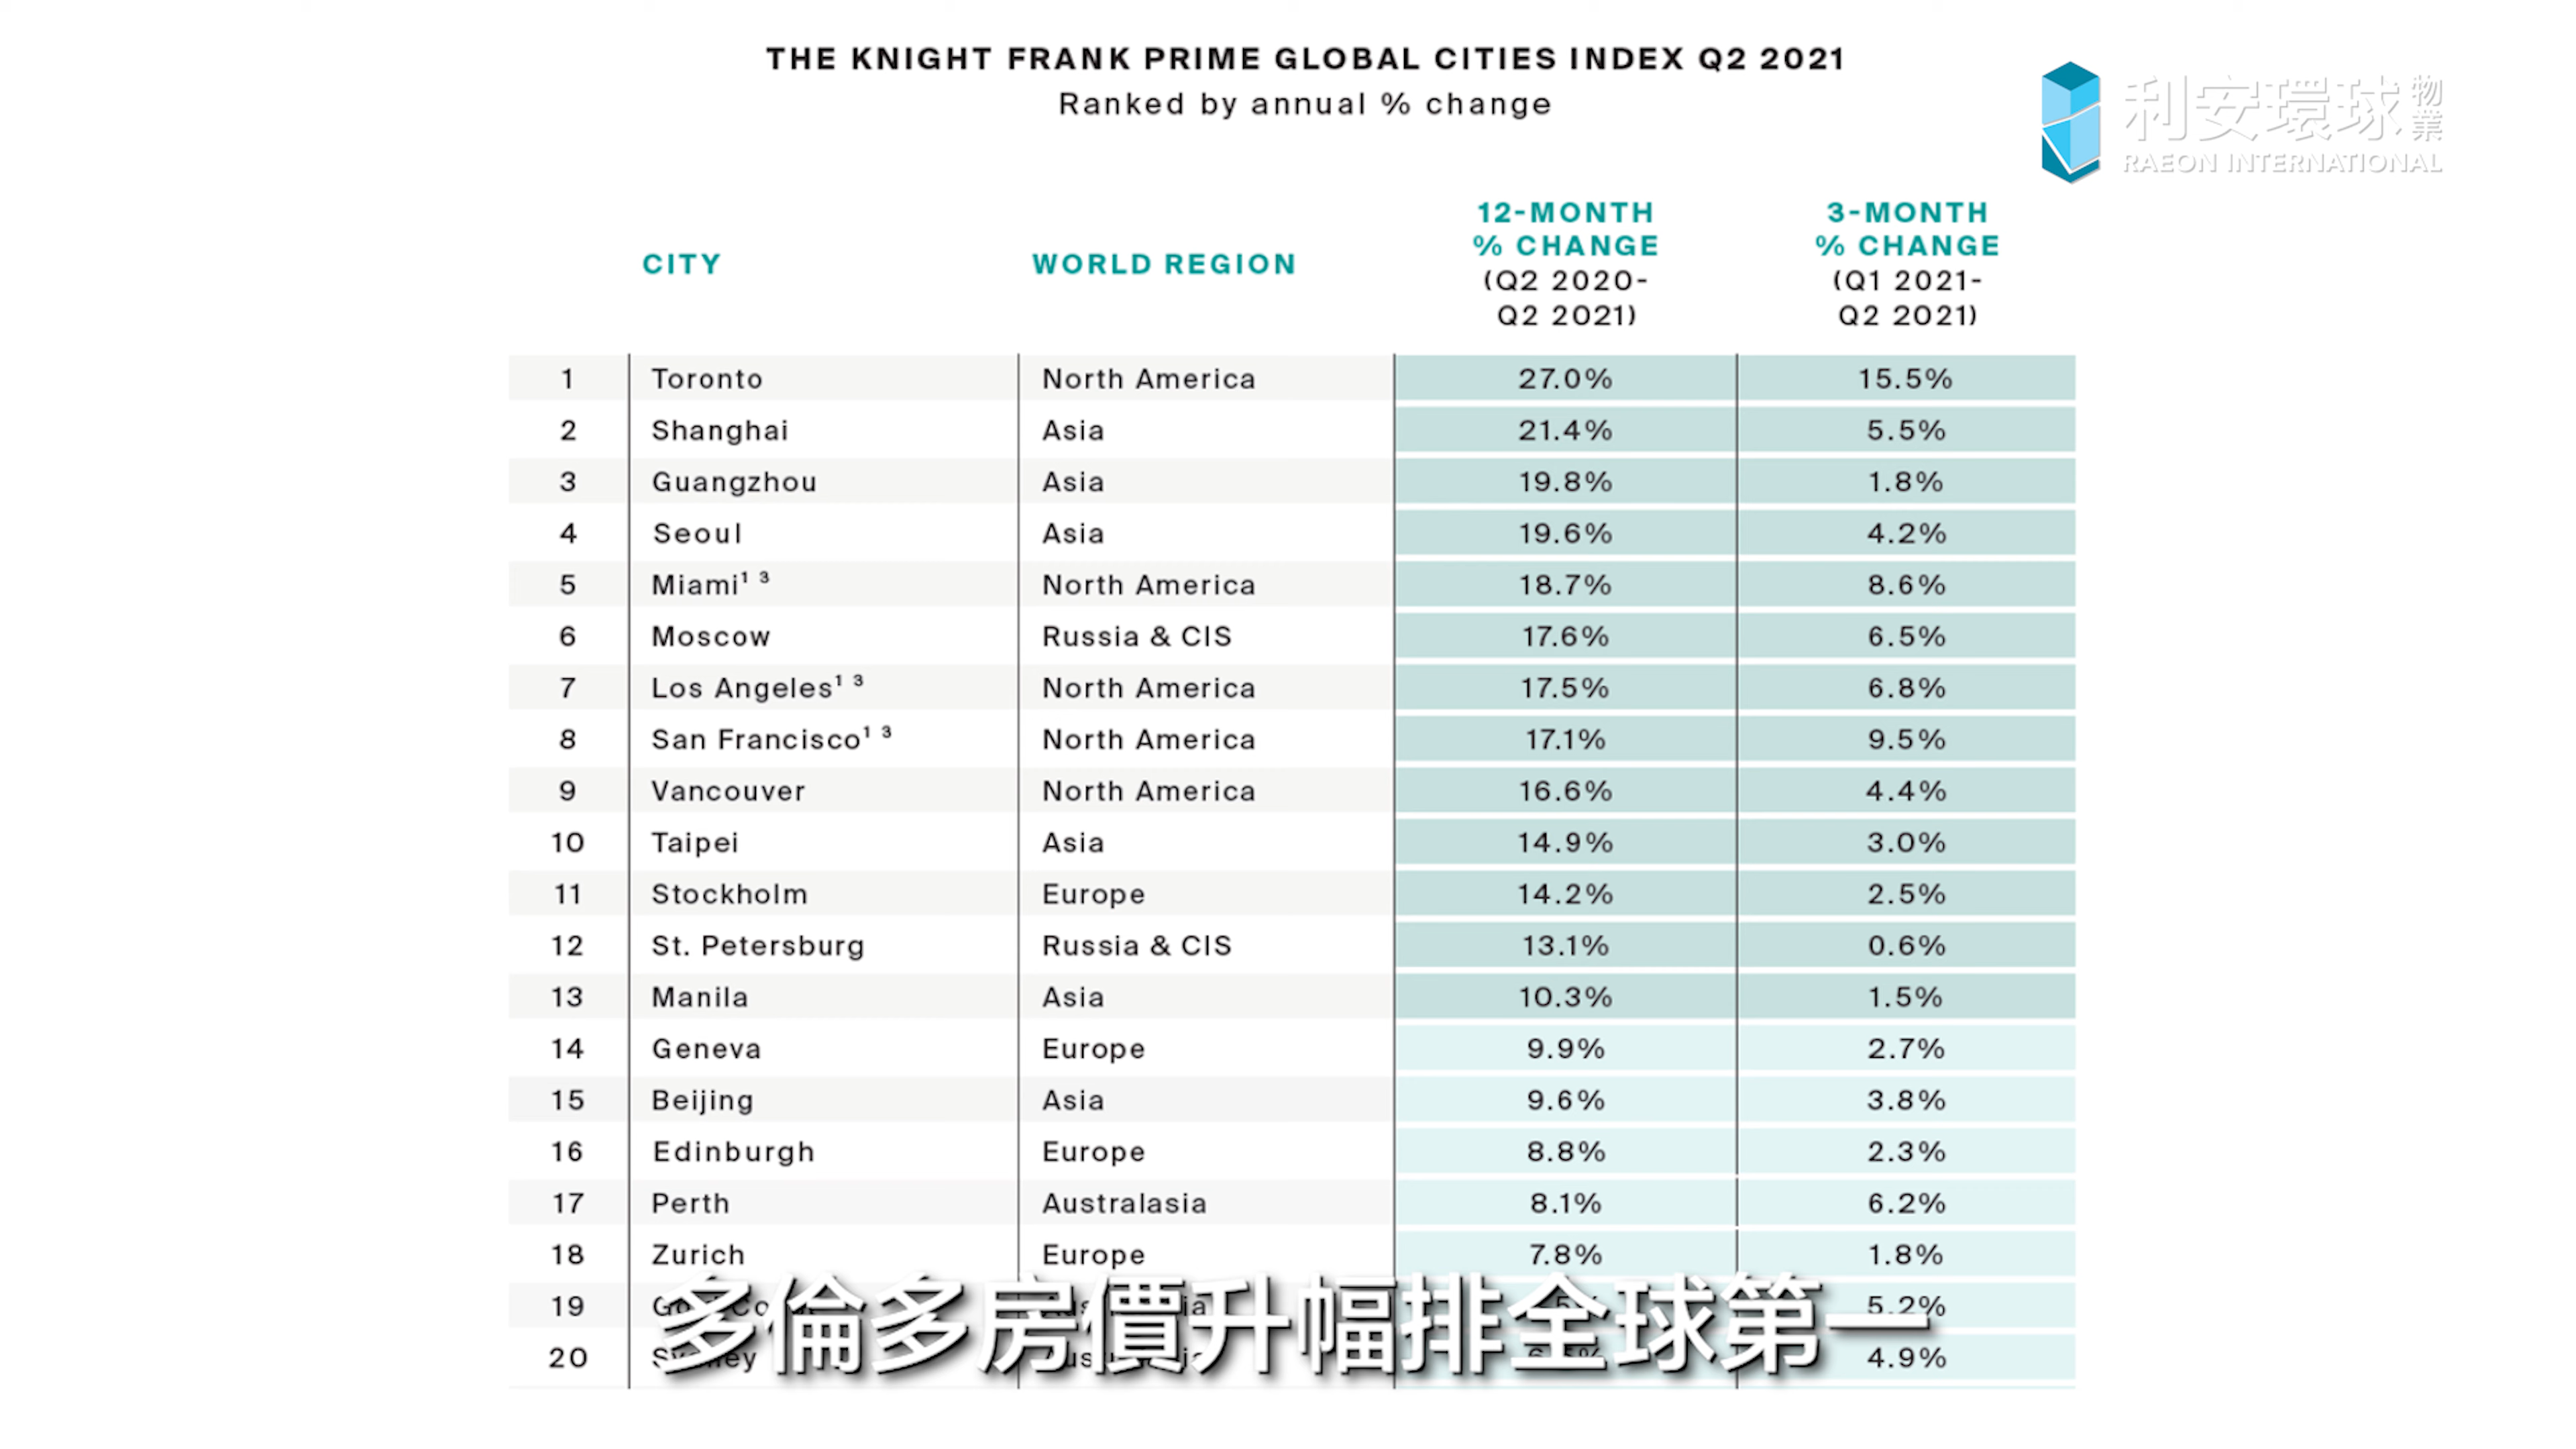 THE KNIGHT FRANK PRIME GLOBAL CITIES INDEX Q2 2021
Ranked by annual % change
利安環球物業
RAEON INTERNATIONAL
CITY WORLD REGION 12-MONTH % CHANGE (Q2 2020-Q2 2021) 3-MONTH % CHANGE (Q1 2021-Q2 2021)
1 Toronto North America 27.0% 15.5%
2 Shanghai Asia 21.4% 5.5%
3 Guangzhou Asia 19.8% 1.8%
4 Seoul Asia 19.6% 4.2%
5 Miami¹ ³ North America 18.7% 8.6%
6 Moscow Russia & CIS 17.6% 6.5%
7 Los Angeles¹ ³ North America 17.5% 6.8%
8 San Francisco¹ ³ North America 17.1% 9.5%
9 Vancouver North America 16.6% 4.4%
10 Taipei Asia 14.9% 3.0%
11 Stockholm Europe 14.2% 2.5%
12 St. Petersburg Russia & CIS 13.1% 0.6%
13 Manila Asia 10.3% 1.5%
14 Geneva Europe 9.9% 2.7%
15 Beijing Asia 9.6% 3.8%
16 Edinburgh Europe 8.8% 2.3%
17 Perth Australasia 8.1% 6.2%
18 Zurich Europe 7.8% 1.8%
19 5.2%
20 4.9%
多倫多房價升幅排全球第一